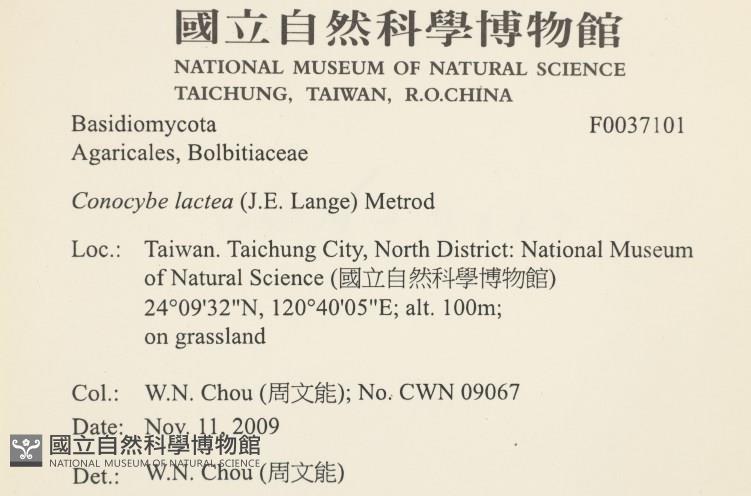 國立自然科學博物館
NATIONAL MUSEUM OF NATURAL SCIENCE
TAICHUNG, TAIWAN, R.O.CHINA
Basidiomycota F0037101
Agaricales, Bolbitiaceae
Conocybe lactea (J.E. Lange) Metrod
Loc.: Taiwan. Taichung City, North District: National Museum
of Natural Science (國立自然科學博物館)
24°09'32"N, 120°40'05"E; alt. 100m;
on grassland
Col.: W.N. Chou (周文能); No. CWN 09067
Date: Nov. 11, 2009
國立自然科學博物館
NATIONAL MUSEUM OF NATURAL SCIENCE
Det.: W.N. Chou (周文能)